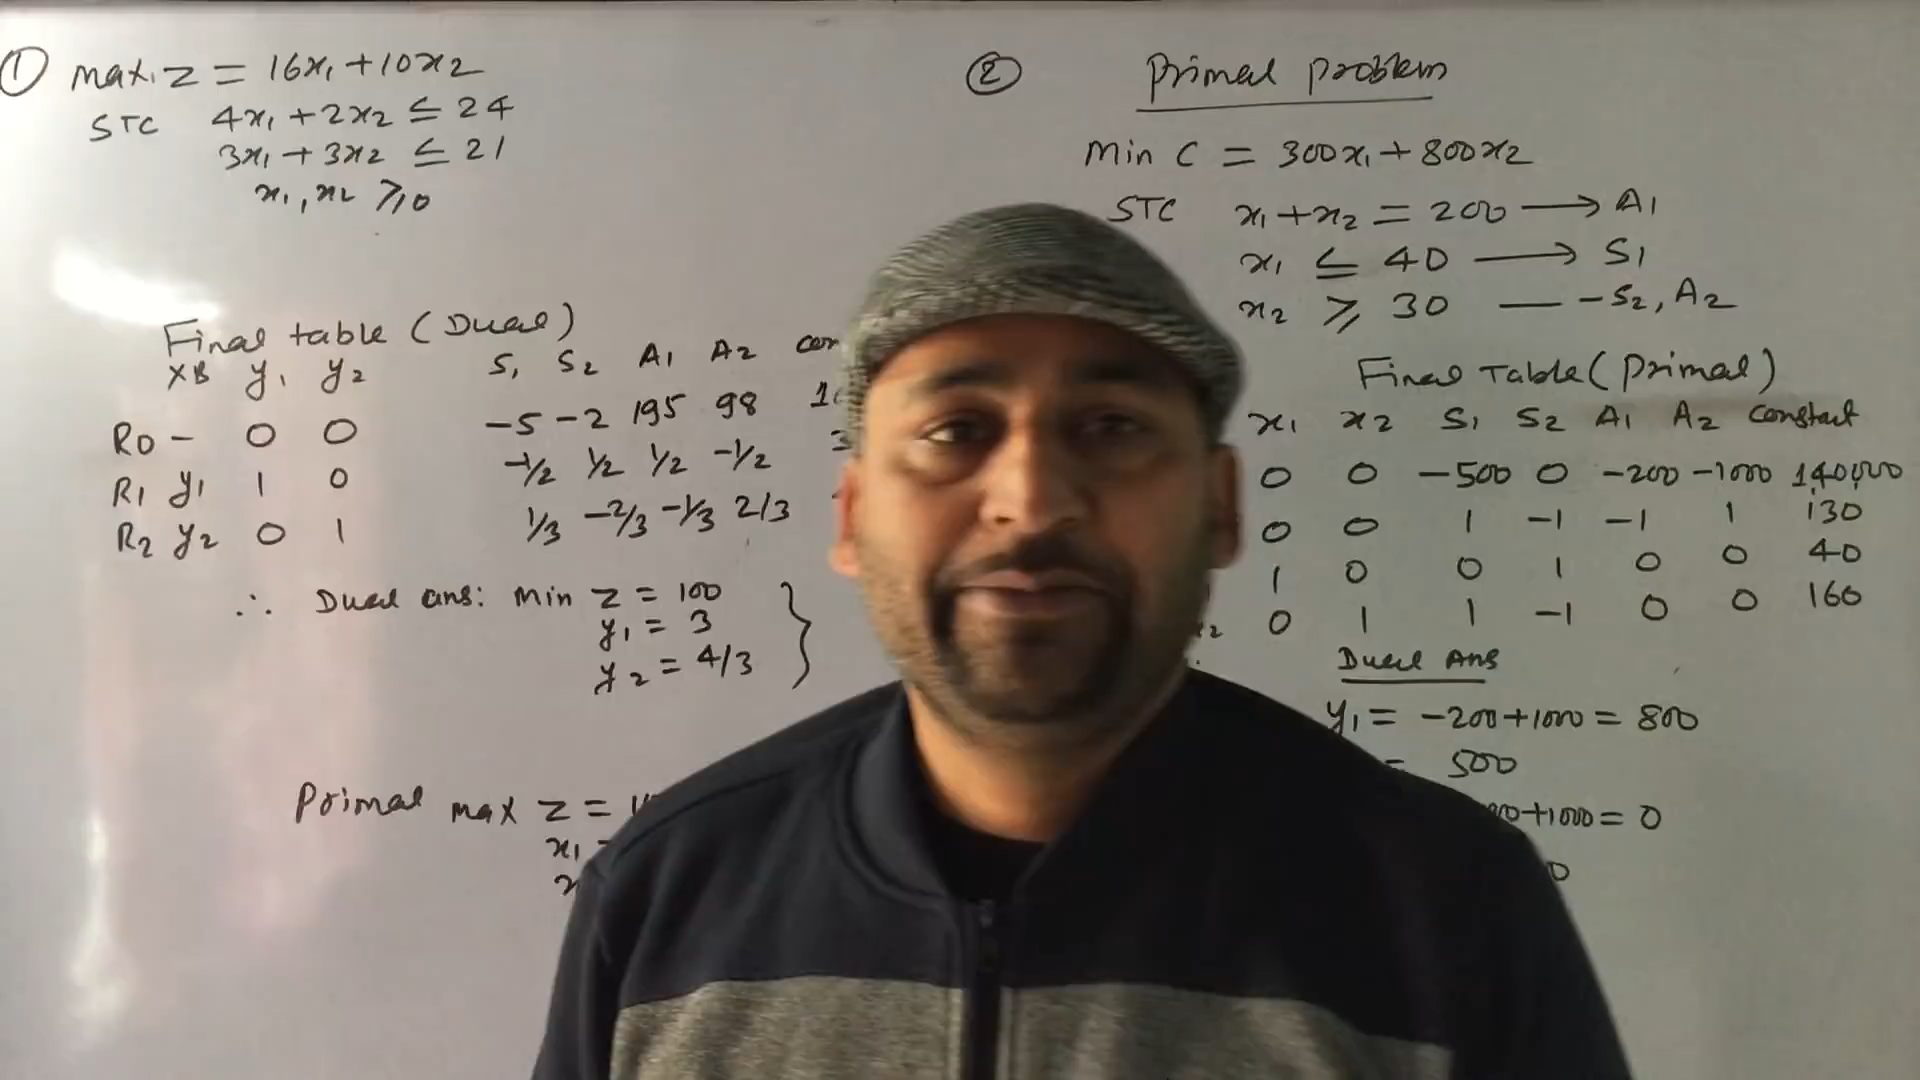 ① max. z = 16x₁ + 10x₂
STC 4x₁ + 2x₂ ≤ 24
3x₁ + 3x₂ ≤ 21
x₁, x₂ ≥ 0
Final table (Dual)
XB y₁ y₂ S₁ S₂ A₁ A₂
R0 – 0 0 -5 -2 195 98
R₁ y₁ 1 0 -1/2 1/2 1/2 -1/2
R₂ y₂ 0 1 1/3 -2/3 -1/3 2/3
∴ Dual ans: Min z = 100
y₁ = 3
y₂ = 4/3
Primal max z =
x₁
② Primal problem
Min C = 300x₁ + 800x₂
STC x₁ + x₂ = 200 → A₁
x₁ ≤ 40 → S₁
x₂ ≥ 30 — -S₂, A₂
Final Table (Primal)
x₁ x₂ S₁ S₂ A₁ A₂ constant
0 0 -500 0 -200 -1000 140,000
0 0 1 -1 -1 1 130
1 0 0 1 0 0 40
0 1 1 -1 0 0 160
Dual Ans
y₁ = -200 + 1000 = 800
= 500
+1000 = 0